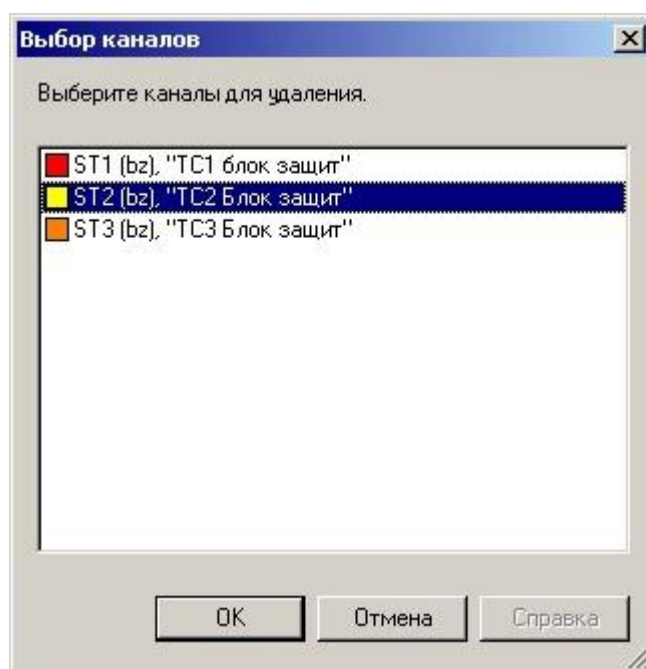 Выбор каналов
Выберите каналы для удаления.
ST1 (bz), "ТС1 блок защит"
ST2 (bz), "ТС2 Блок защит"
ST3 (bz), "ТС3 Блок защит"
OK
Отмена
Справка